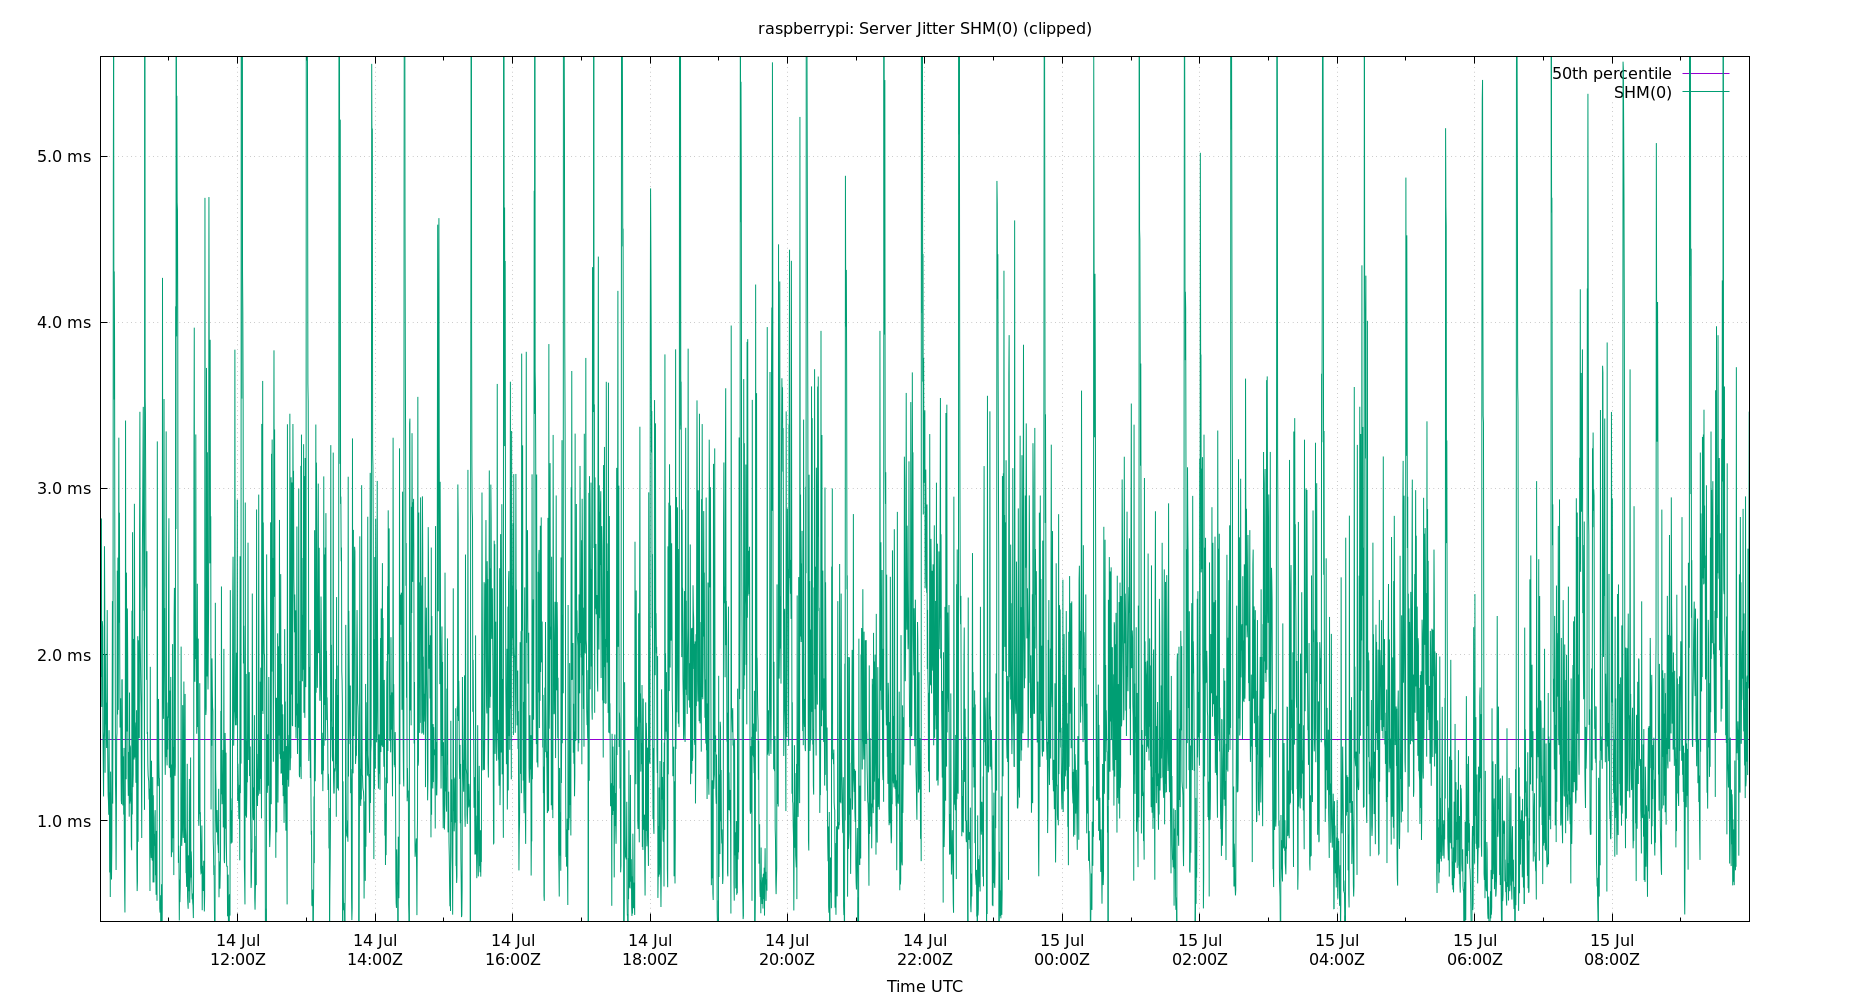 raspberrypi: Server Jitter SHM(0) (clipped)
50th percentile
SHM(0)
5.0 ms
4.0 ms
3.0 ms
2.0 ms
1.0 ms
14 Jul 14 Jul 14 Jul 14 Jul 14 Jul 14 Jul 15 Jul 15 Jul 15 Jul 15 Jul 15 Jul
12:00Z 14:00Z 16:00Z 18:00Z 20:00Z 22:00Z 00:00Z 02:00Z 04:00Z 06:00Z 08:00Z
Time UTC